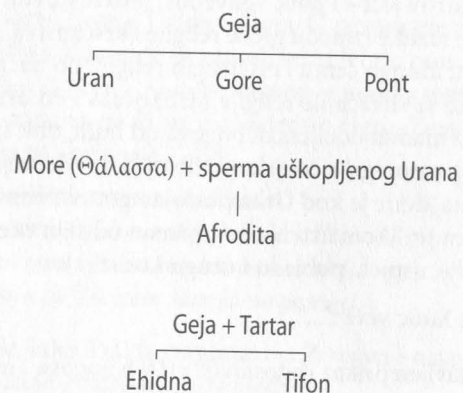 Geja
Uran Gore Pont
More (Θάλασσα) + sperma uškopljenog Urana
Afrodita
Geja + Tartar
Ehidna Tifon